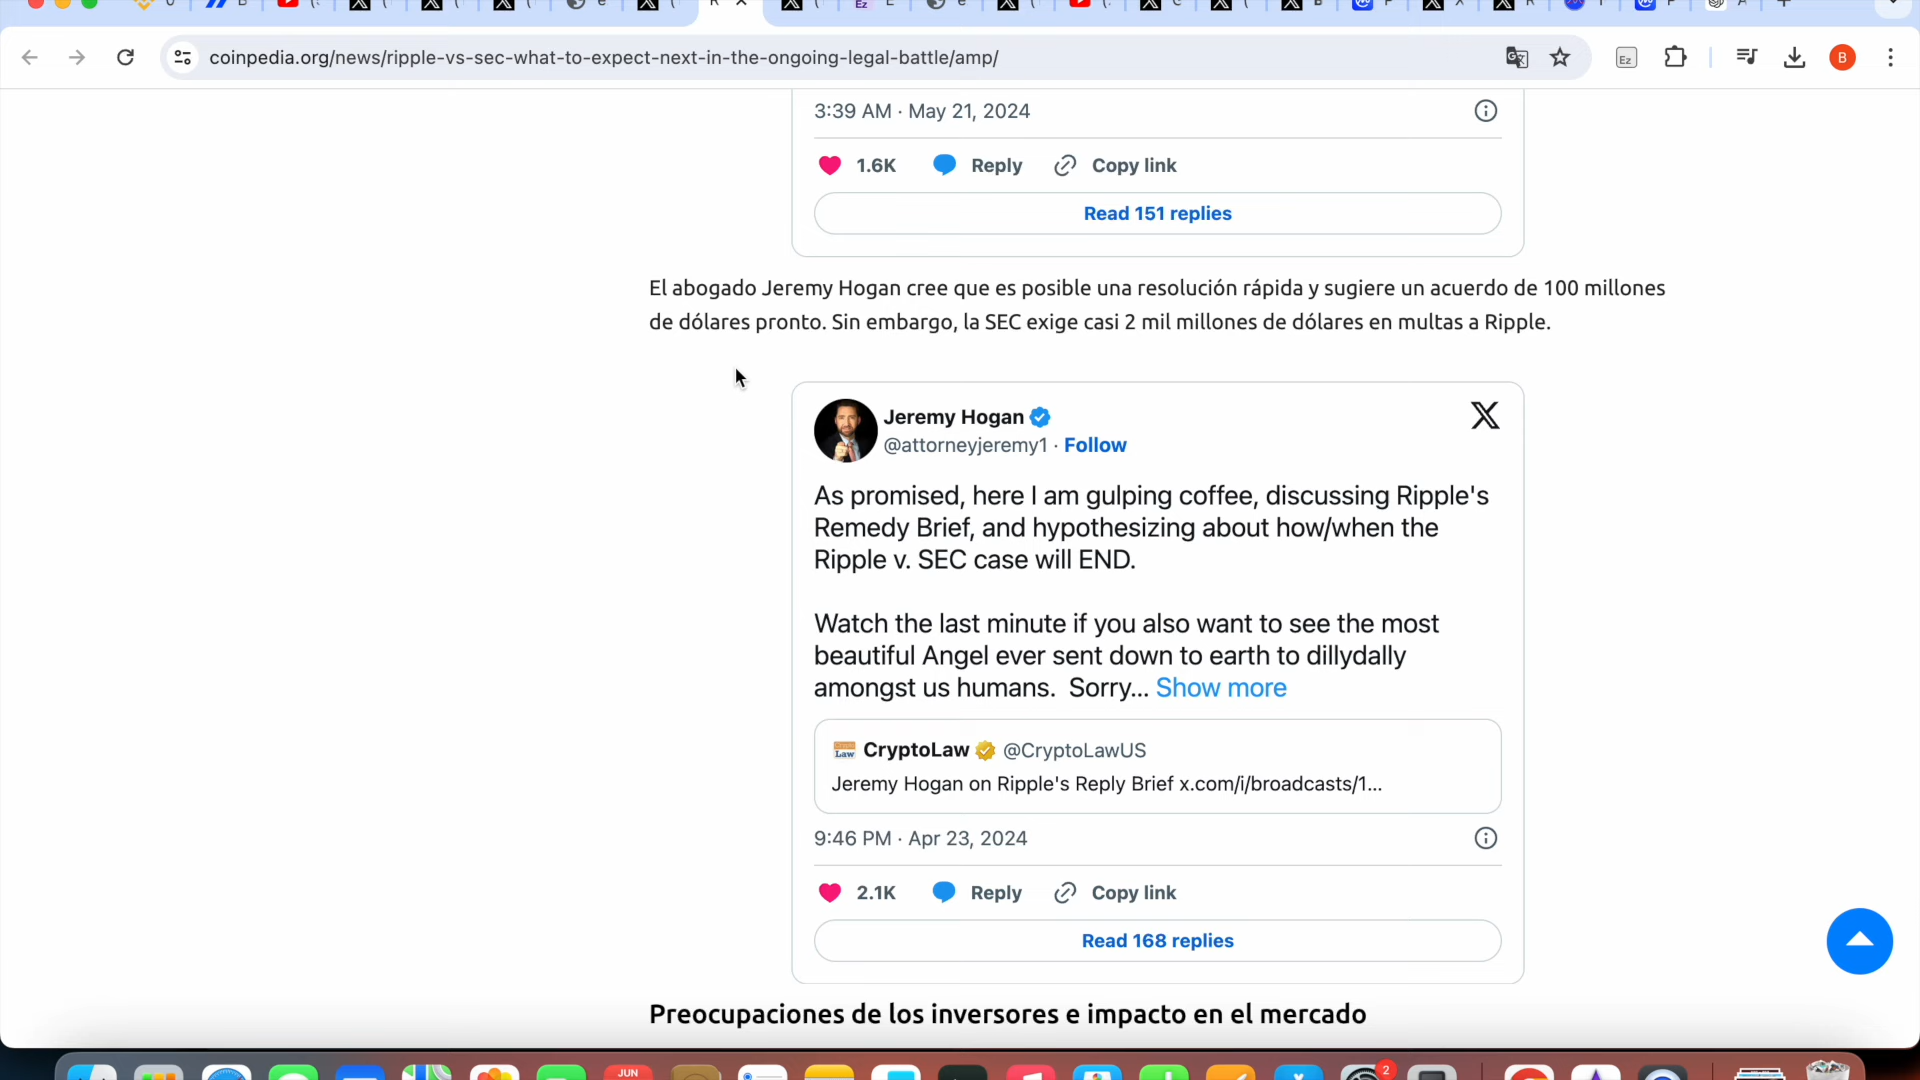 coinpedia.org/news/ripple-vs-sec-what-to-expect-next-in-the-ongoing-legal-battle/amp/
Ez
B
3:39 AM · May 21, 2024
1.6K Reply Copy link
Read 151 replies
El abogado Jeremy Hogan cree que es posible una resolución rápida y sugiere un acuerdo de 100 millones
de dólares pronto. Sin embargo, la SEC exige casi 2 mil millones de dólares en multas a Ripple.
Jeremy Hogan
@attorneyjeremy1 · Follow
As promised, here I am gulping coffee, discussing Ripple's
Remedy Brief, and hypothesizing about how/when the
Ripple v. SEC case will END.
Watch the last minute if you also want to see the most
beautiful Angel ever sent down to earth to dillydally
amongst us humans. Sorry... Show more
CryptoLaw @CryptoLawUS
Jeremy Hogan on Ripple's Reply Brief x.com/i/broadcasts/1...
9:46 PM · Apr 23, 2024
2.1K Reply Copy link
Read 168 replies
Preocupaciones de los inversores e impacto en el mercado
JUN
2